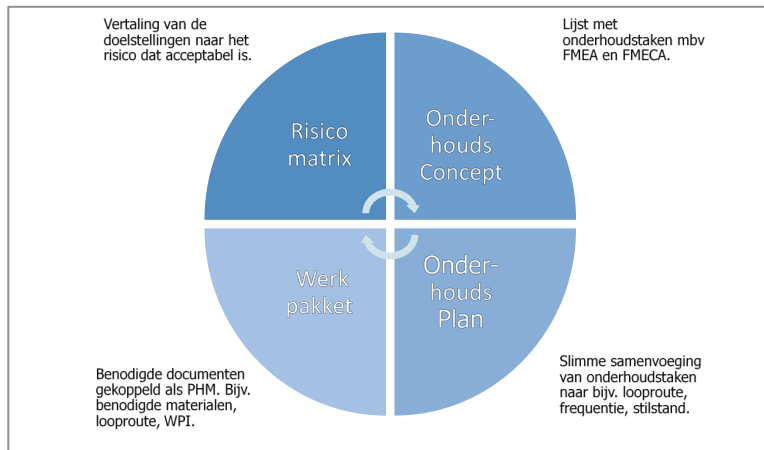 Vertaling van de
doelstellingen naar het
risico dat acceptabel is.
Lijst met
onderhoudstaken mbv
FMEA en FMECA.
Risico
matrix
Onder-
houds
Concept
Werk
pakket
Onder-
houds
Plan
Benodigde documenten
gekoppeld als PHM. Bijv.
benodigde materialen,
looproute, WPI.
Slimme samenvoeging
van onderhoudstaken
naar bijv. looproute,
frequentie, stilstand.